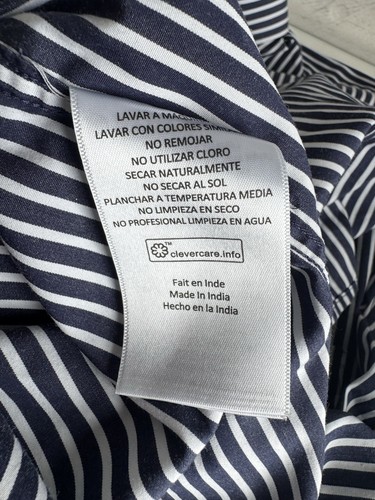 LAVAR A
LAVAR CON COLORES
NO REMOJAR
NO UTILIZAR CLORO
SECAR NATURALMENTE
NO SECAR AL SOL
PLANCHAR A TEMPERATURA MEDIA
NO LIMPIEZA EN SECO
NO PROFESIONAL LIMPIEZA EN AGUA
™ clevercare.info
Fait en Inde
Made in India
Hecho en la India